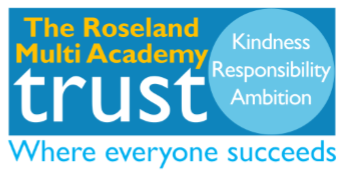 The Roseland
Multi Academy
trust
Kindness
Responsibility
Ambition
Where everyone succeeds